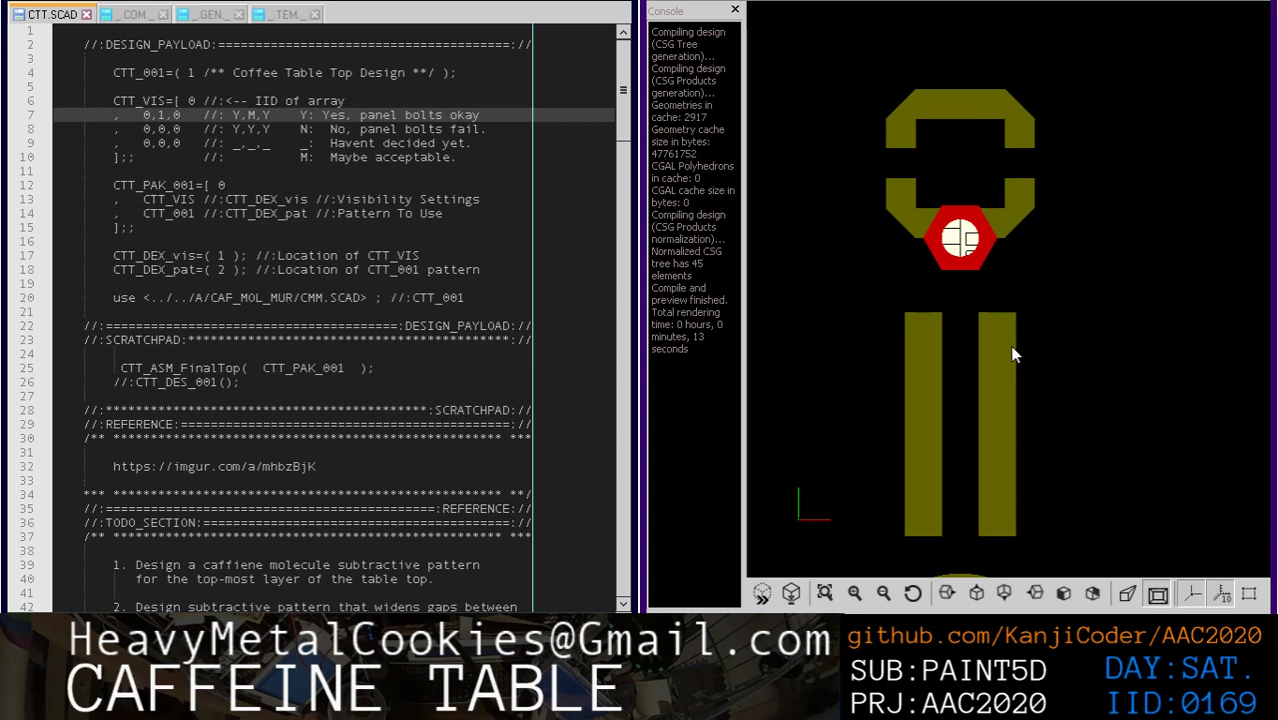 CTT.SCAD
_COM_
_GEN_
_TEM_
Console
1
2 //:DESIGN_PAYLOAD:=======================================://
3
4 CTT_001=( 1 /** Coffee Table Top Design **/ );
5
6 CTT_VIS=[ 0 //:<-- IID of array
7 , 0,1,0 //: Y,M,Y Y: Yes, panel bolts okay
8 , 0,0,0 //: Y,Y,Y N: No, panel bolts fail.
9 , 0,0,0 //: _,_,_ _: Havent decided yet.
10 ];; //: M: Maybe acceptable.
11
12 CTT_PAK_001=[ 0
13 , CTT_VIS //:CTT_DEX_vis //:Visibility Settings
14 , CTT_001 //:CTT_DEX_pat //:Pattern To Use
15 ];;
16
17 CTT_DEX_vis=( 1 ); //:Location of CTT_VIS
18 CTT_DEX_pat=( 2 ); //:Location of CTT_001 pattern
19
20 use <../../A/CAF_MOL_MUR/CMM.SCAD> ; //:CTT_001
21
22 //:=======================================:DESIGN_PAYLOAD://
23 //:SCRATCHPAD:*******************************************://
24
25 CTT_ASM_FinalTop( CTT_PAK_001 );
26 //:CTT_DES_001();
27
28 //:*******************************************:SCRATCHPAD://
29 //:REFERENCE:============================================://
30 /** **************************************************** ***
31
32 https://imgur.com/a/mhbzBjK
33
34 *** **************************************************** **/
35 //:============================================:REFERENCE://
36 //:TODO_SECTION:=========================================://
37 /** **************************************************** ***
38
39 1. Design a caffiene molecule subtractive pattern
40 for the top-most layer of the table top.
41
42 2. Design subtractive pattern that widens gaps between
Compiling design
(CSG Tree
generation)...
Compiling design
(CSG Products
generation)...
Geometries in
cache: 2917
Geometry cache
size in bytes:
47761752
CGAL Polyhedrons
in cache: 0
CGAL cache size in
bytes: 0
Compiling design
(CSG Products
normalization)...
Normalized CSG
tree has 45
elements
Compile and
preview finished.
Total rendering
time: 0 hours, 0
minutes, 13
seconds
HeavyMetalCookies@Gmail.com
CAFFEINE TABLE
github.com/KanjiCoder/AAC2020
SUB:PAINT5D
DAY:SAT.
PRJ:AAC2020
IID:0169